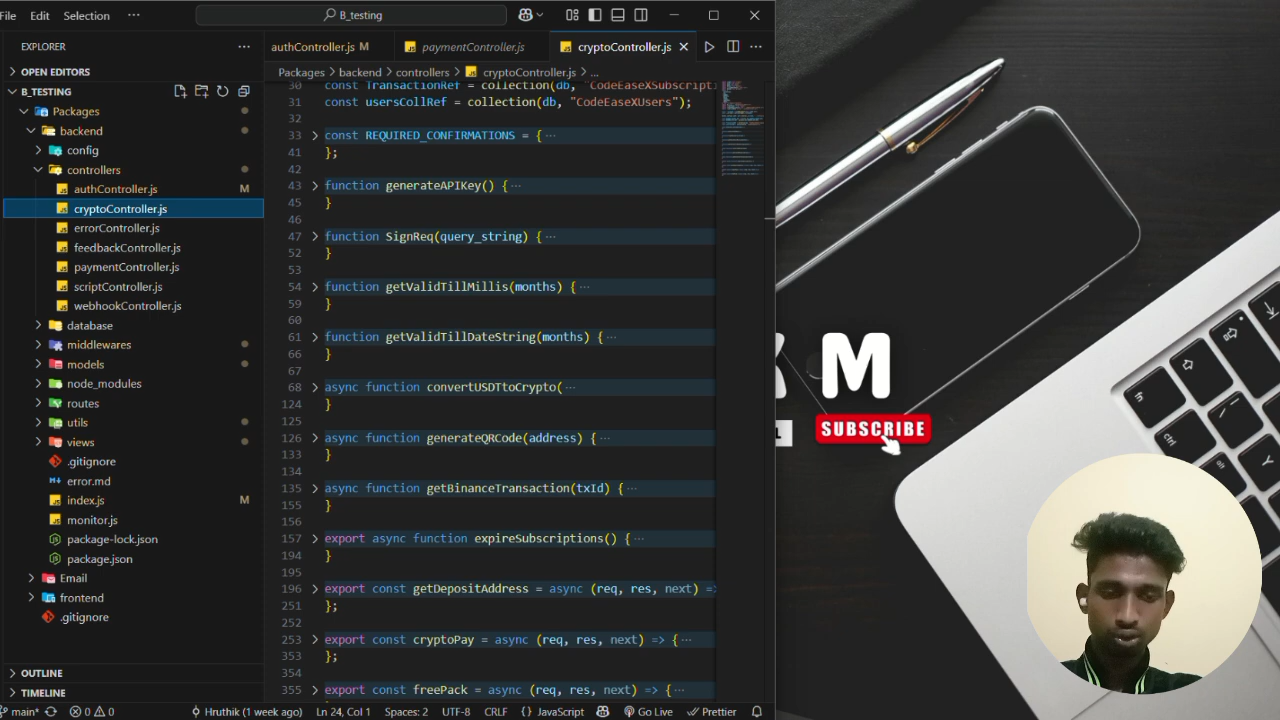 File Edit Selection ··· B_testing
EXPLORER ···
OPEN EDITORS
B_TESTING
Packages
backend
config
controllers
authController.js M
cryptoController.js
errorController.js
feedbackController.js
paymentController.js
scriptController.js
webhookController.js
database
middlewares
models
node_modules
routes
utils
views
.gitignore
error.md
index.js M
monitor.js
package-lock.json
package.json
Email
frontend
.gitignore
OUTLINE
TIMELINE
authController.js M paymentController.js cryptoController.js
Packages > backend > controllers > cryptoController.js > ...
30 const TransactionRef = collection(db, "CodeEaseXSubscripti
31 const usersCollRef = collection(db, "CodeEaseXUsers");
32
33 const REQUIRED_CONFIRMATIONS = { ···
41 };
42
43 function generateAPIKey() { ···
45 }
46
47 function SignReq(query_string) { ···
52 }
53
54 function getValidTillMillis(months) { ···
59 }
60
61 function getValidTillDateString(months) { ···
66 }
67
68 async function convertUSDTtoCrypto( ···
124 }
125
126 async function generateQRCode(address) { ···
133 }
134
135 async function getBinanceTransaction(txId) { ···
155 }
156
157 export async function expireSubscriptions() { ···
194 }
195
196 export const getDepositAddress = async (req, res, next) =>
251 };
252
253 export const cryptoPay = async (req, res, next) => { ···
353 };
354
355 export const freePack = async (req, res, next) => { ···
main* 0 0 Hruthik (1 week ago) Ln 24, Col 1 Spaces: 2 UTF-8 CRLF {} JavaScript Go Live Prettier
M
L SUBSCRIBE
fn
ctrl
alt
Y